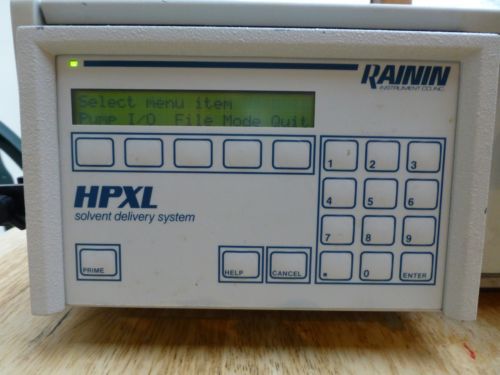 RAININ
INSTRUMENT CO. INC.
Select menu item
Pump I/O File Mode Quit
HPXL
solvent delivery system
1 2 3
4 5 6
7 8 9
. 0 ENTER
PRIME
HELP
CANCEL